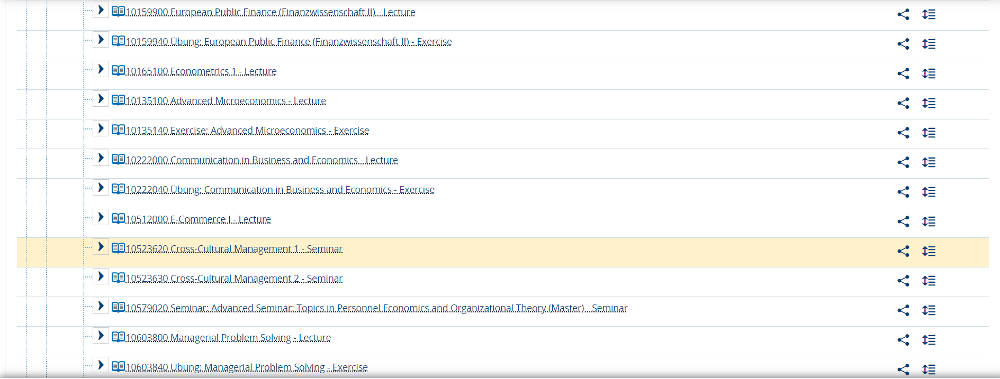 10159900 European Public Finance (Finanzwissenschaft II) - Lecture
10159940 Übung: European Public Finance (Finanzwissenschaft II) - Exercise
10165100 Econometrics 1 - Lecture
10135100 Advanced Microeconomics - Lecture
10135140 Exercise: Advanced Microeconomics - Exercise
10222000 Communication in Business and Economics - Lecture
10222040 Übung: Communication in Business and Economics - Exercise
10512000 E-Commerce I - Lecture
10523620 Cross-Cultural Management 1 - Seminar
10523630 Cross-Cultural Management 2 - Seminar
10579020 Seminar: Advanced Seminar: Topics in Personnel Economics and Organizational Theory (Master) - Seminar
10603800 Managerial Problem Solving - Lecture
10603840 Übung: Managerial Problem Solving - Exercise